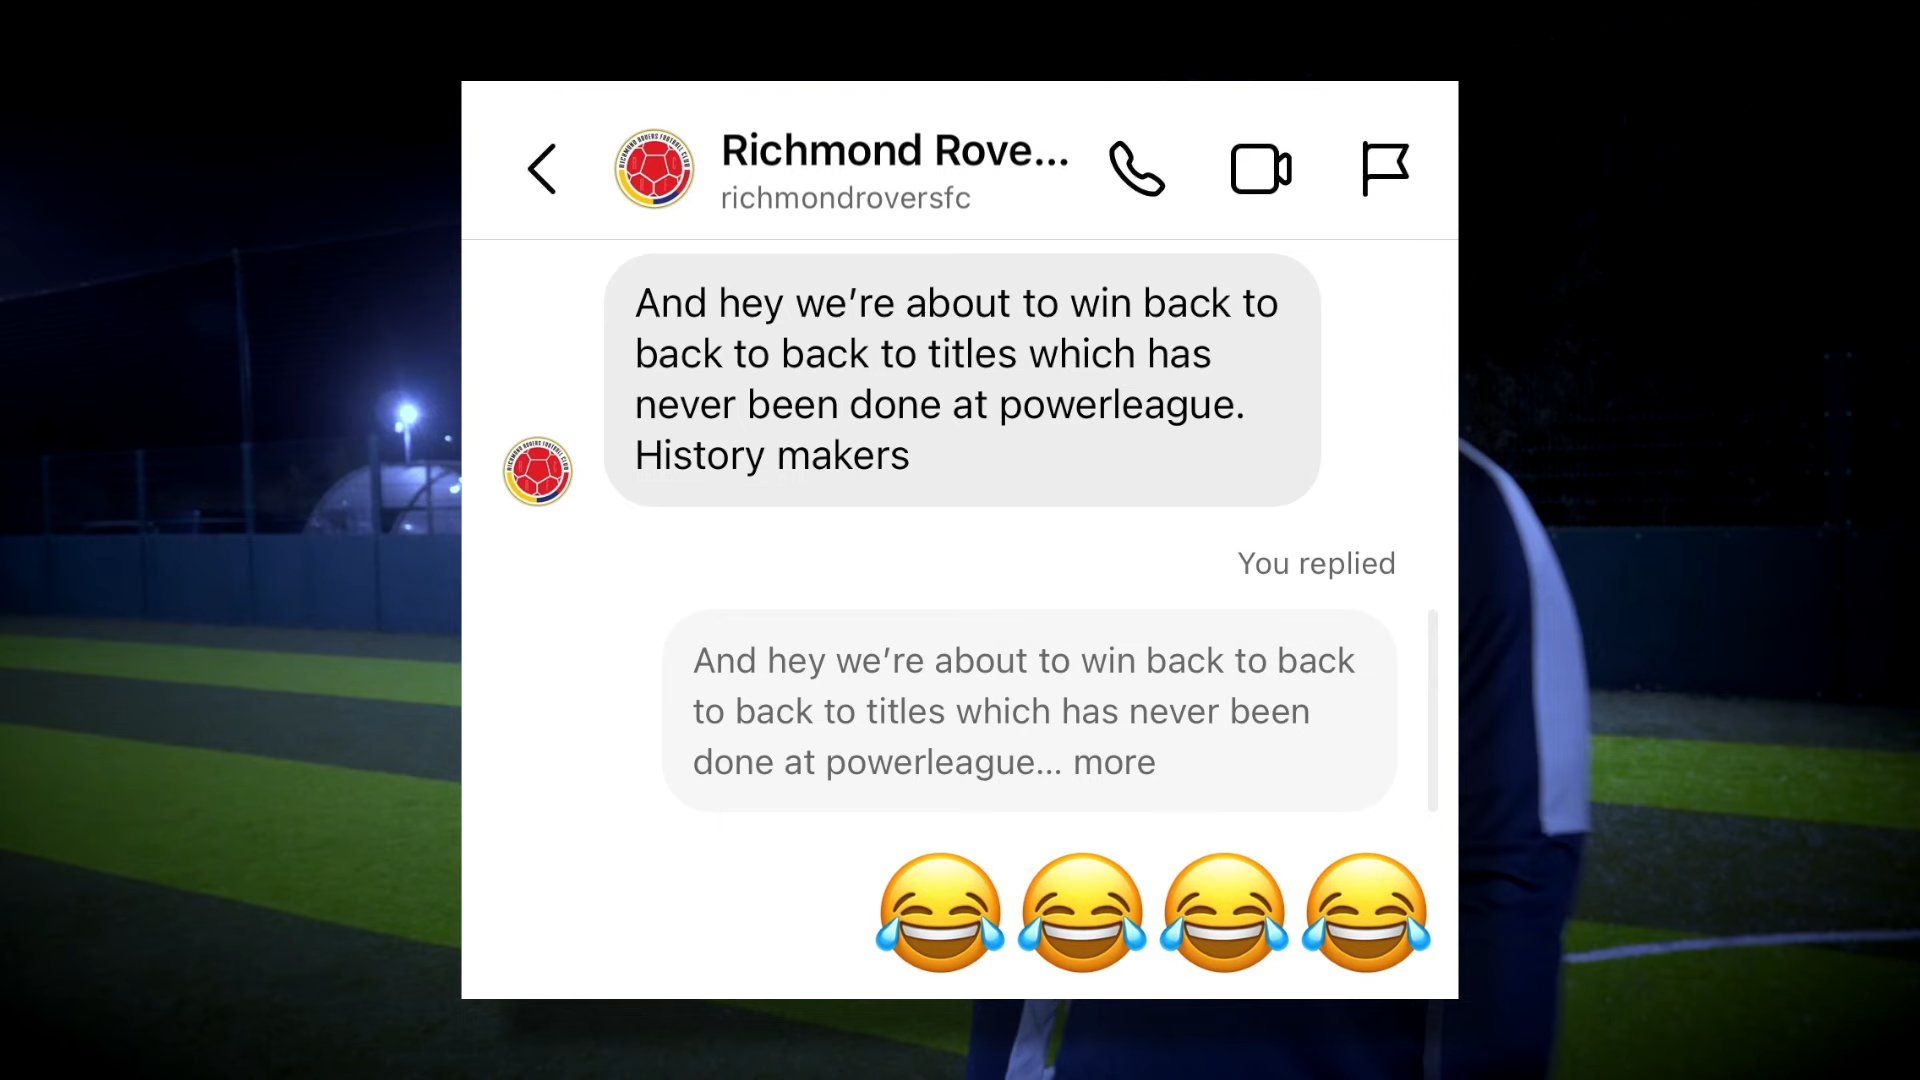 Richmond Rove...
richmondroversfc
And hey we’re about to win back to
back to back to titles which has
never been done at powerleague.
History makers
You replied
And hey we’re about to win back to back
to back to titles which has never been
done at powerleague... more
😂😂😂😂